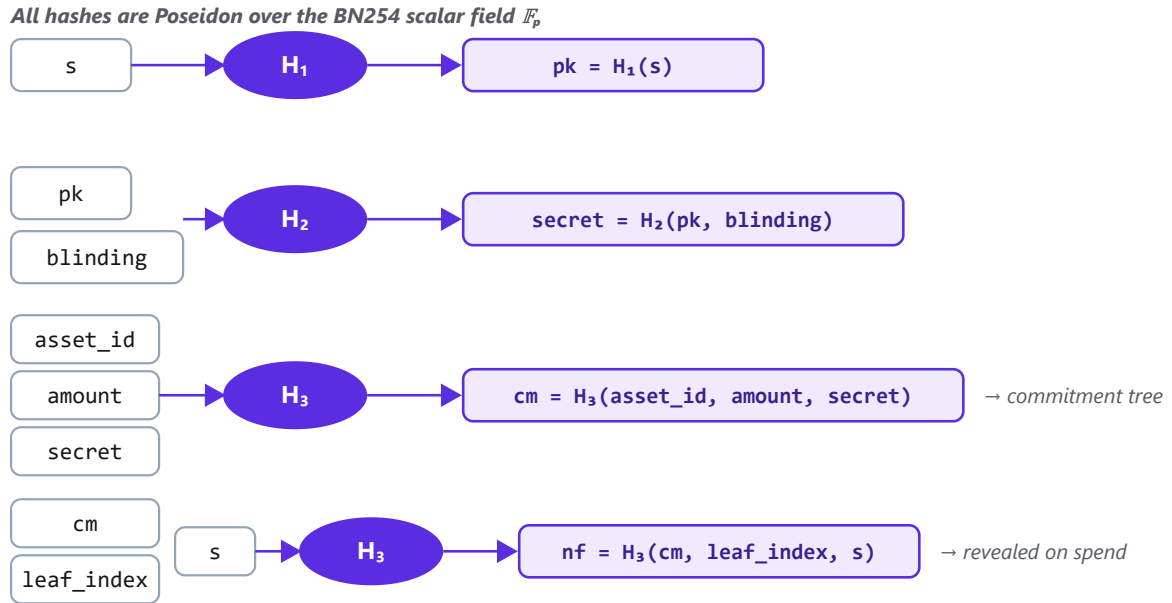 All hashes are Poseidon over the BN254 scalar field 𝔽ₚ
s
H₁
pk = H₁(s)
pk
blinding
H₂
secret = H₂(pk, blinding)
asset_id
amount
secret
H₃
cm = H₃(asset_id, amount, secret)
→ commitment tree
cm
leaf_index
s
H₃
nf = H₃(cm, leaf_index, s)
→ revealed on spend